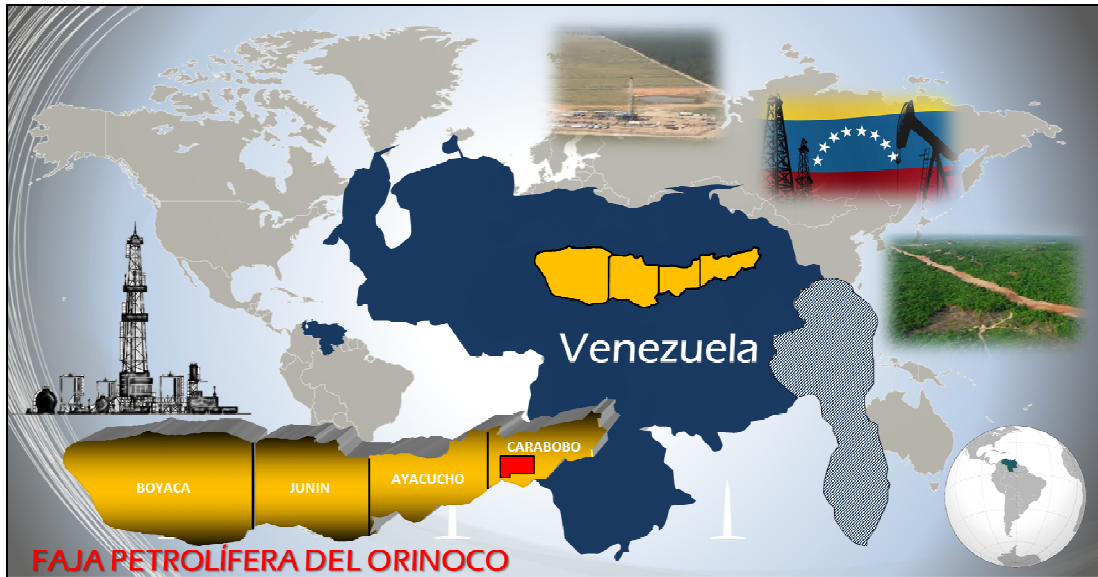 Venezuela
CARABOBO
AYACUCHO
JUNIN
BOYACA
FAJA PETROLÍFERA DEL ORINOCO